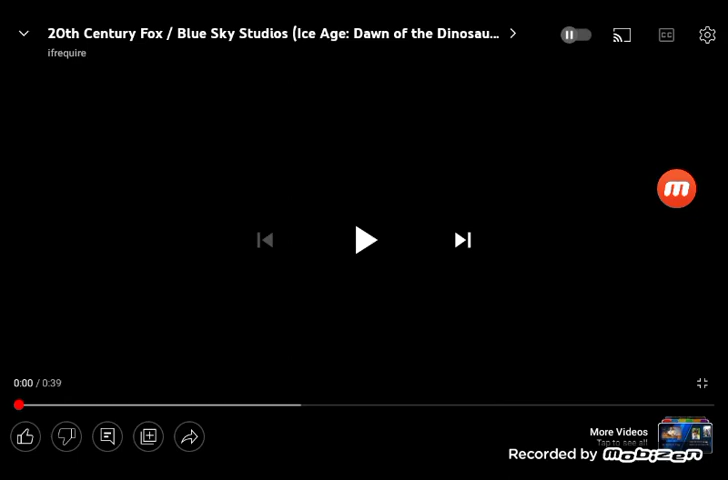 20th Century Fox / Blue Sky Studios (Ice Age: Dawn of the Dinosau...
ifrequire
CC
m
0:00 / 0:39
More Videos
Tap to see all
Recorded by mobizen